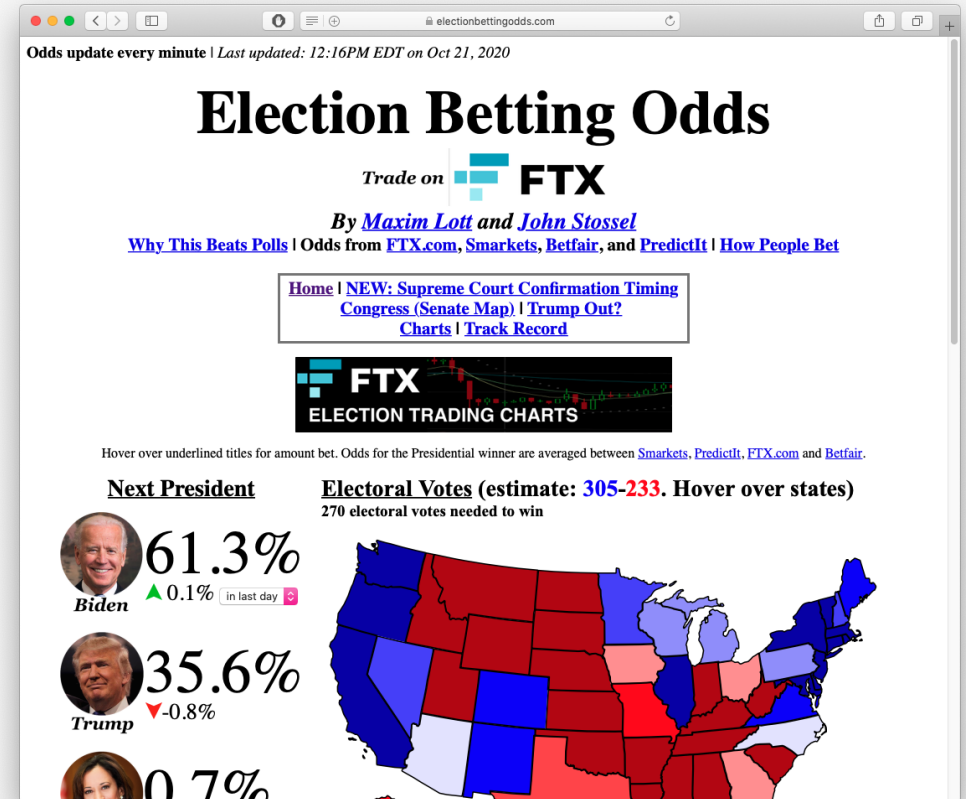 electionbettingodds.com
Odds update every minute | Last updated: 12:16PM EDT on Oct 21, 2020
Election Betting Odds
Trade on FTX
By Maxim Lott and John Stossel
Why This Beats Polls | Odds from FTX.com, Smarkets, Betfair, and PredictIt | How People Bet
Home | NEW: Supreme Court Confirmation Timing
Congress (Senate Map) | Trump Out?
Charts | Track Record
FTX
ELECTION TRADING CHARTS
Hover over underlined titles for amount bet. Odds for the Presidential winner are averaged between Smarkets, PredictIt, FTX.com and Betfair.
Next President
Electoral Votes (estimate: 305-233. Hover over states)
270 electoral votes needed to win
61.3%
0.1% in last day
Biden
35.6%
-0.8%
Trump
0.7%